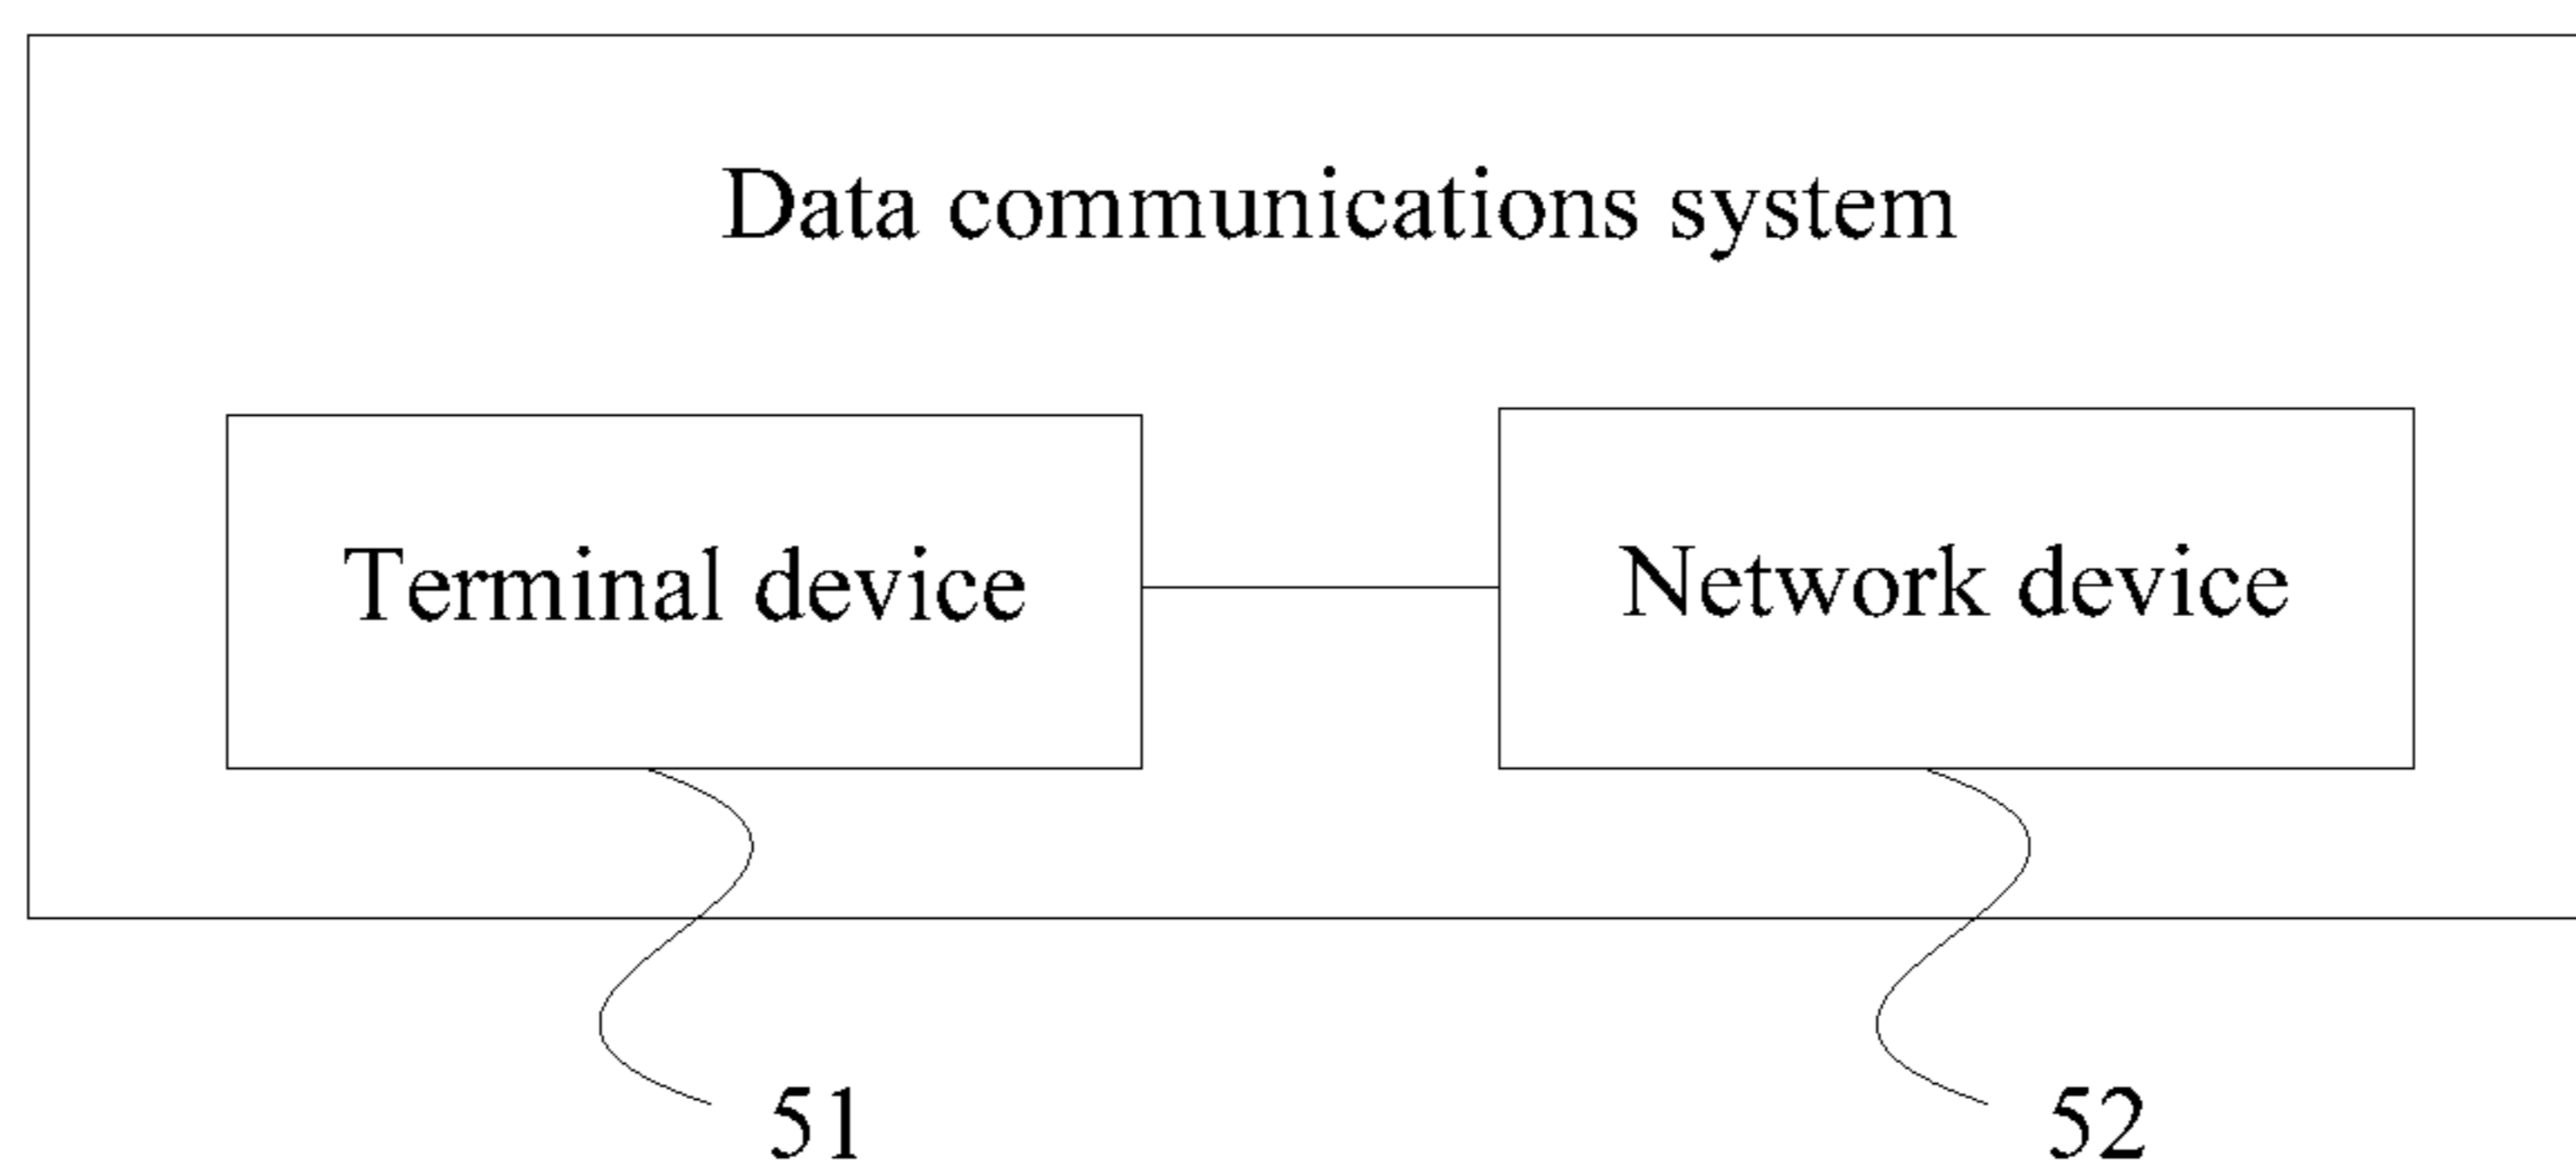 Data communications system
Terminal device
Network device
51
52